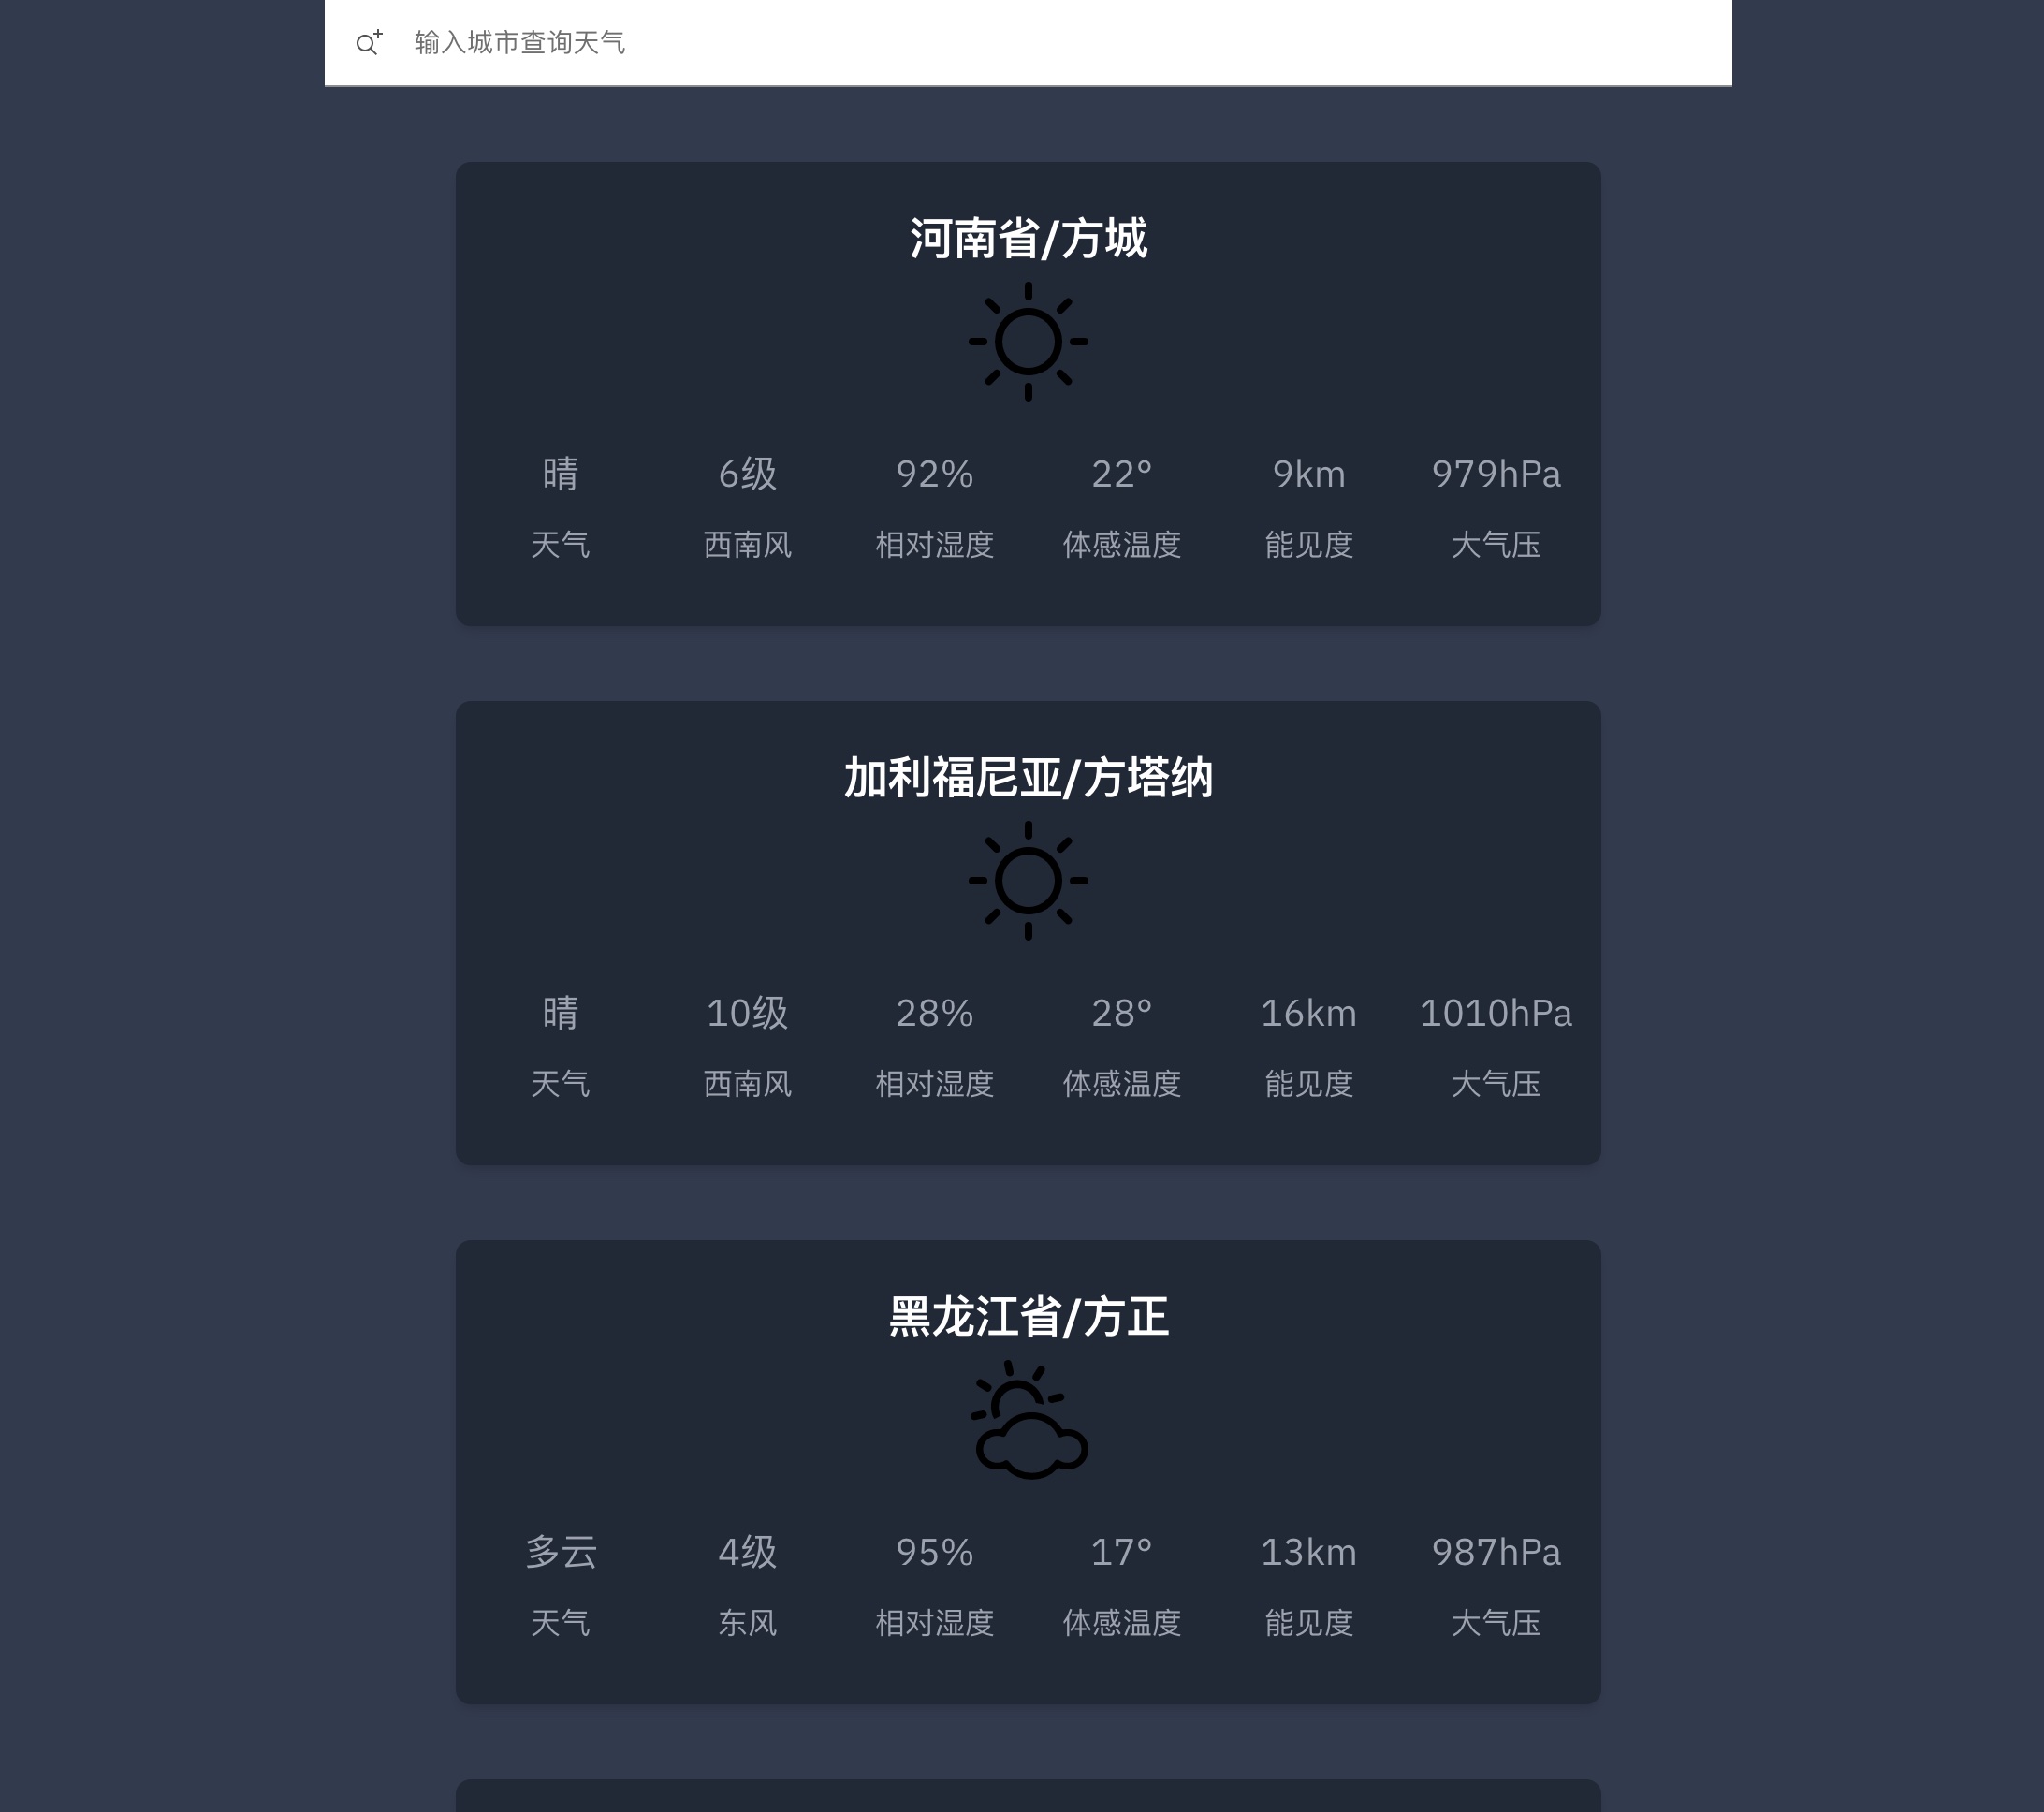 输入城市查询天气
河南省/方城
晴 6级 92% 22° 9km 979hPa
天气 西南风 相对湿度 体感温度 能见度 大气压
加利福尼亚/方塔纳
晴 10级 28% 28° 16km 1010hPa
天气 西南风 相对湿度 体感温度 能见度 大气压
黑龙江省/方正
多云 4级 95% 17° 13km 987hPa
天气 东风 相对湿度 体感温度 能见度 大气压